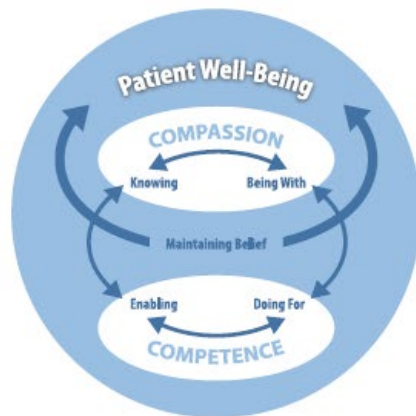 Patient Well-Being
COMPASSION
Knowing Being With
Maintaining Belief
Enabling Doing For
COMPETENCE